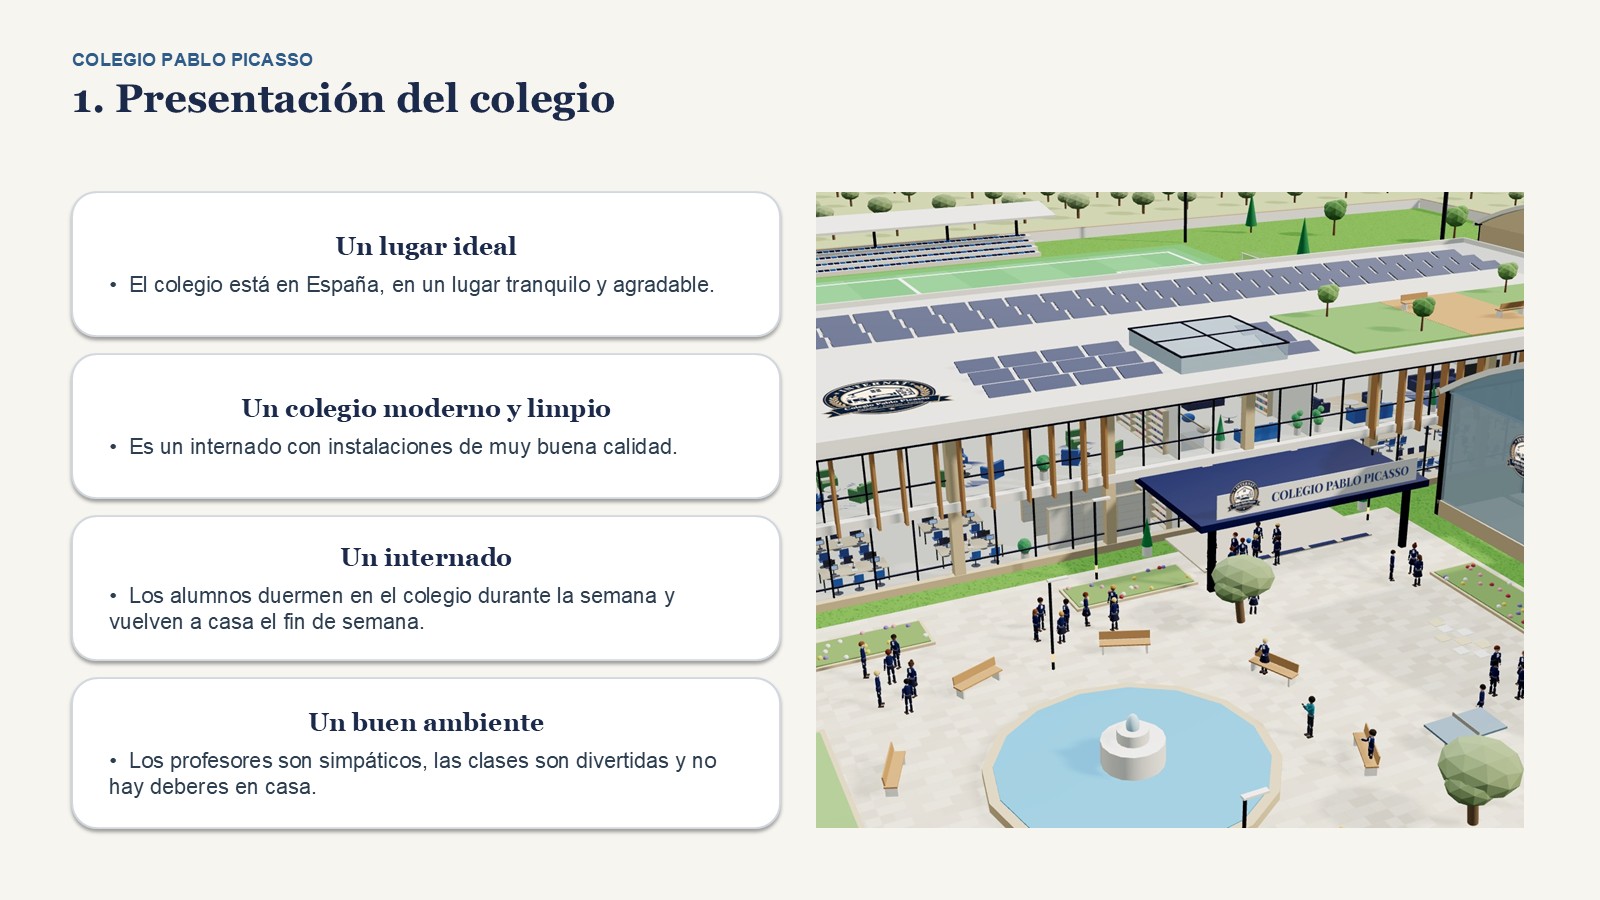 COLEGIO PABLO PICASSO
1. Presentación del colegio
Un lugar ideal
• El colegio está en España, en un lugar tranquilo y agradable.
Un colegio moderno y limpio
• Es un internado con instalaciones de muy buena calidad.
Un internado
• Los alumnos duermen en el colegio durante la semana y
vuelven a casa el fin de semana.
Un buen ambiente
• Los profesores son simpáticos, las clases son divertidas y no
hay deberes en casa.
COLEGIO PABLO PICASSO